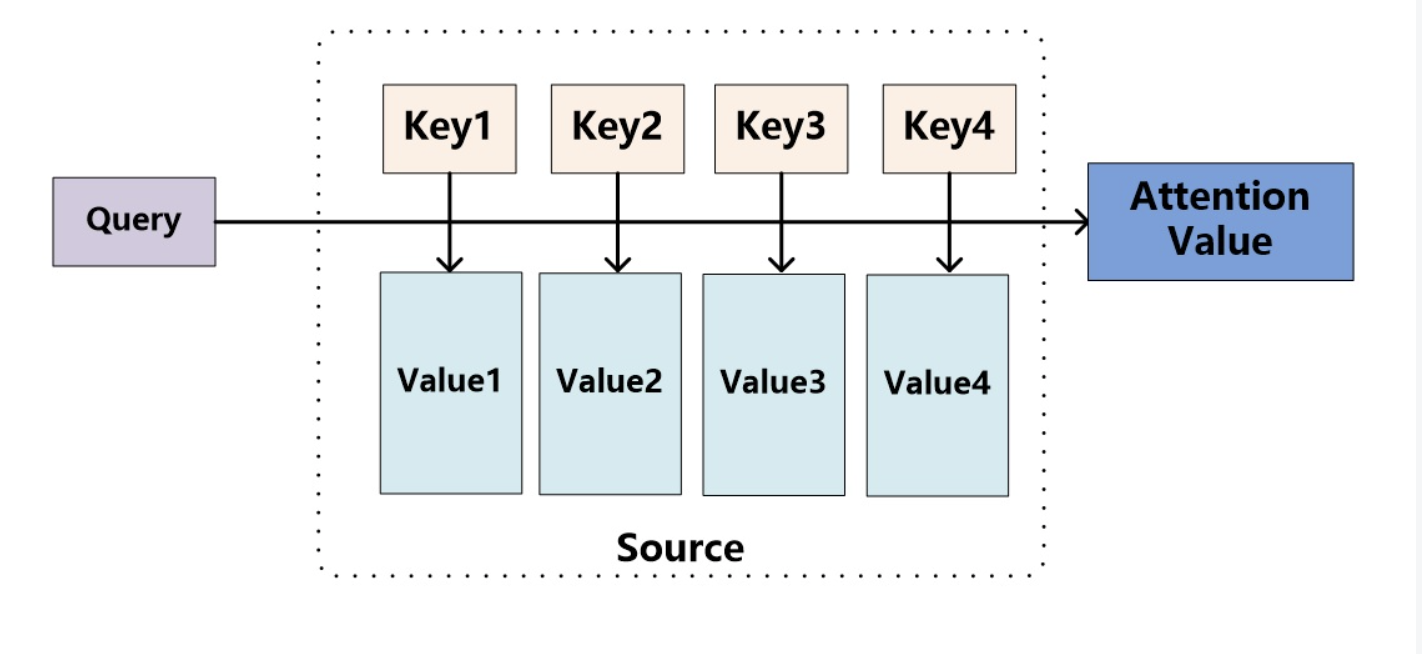 Key1 Key2 Key3 Key4
Query
Attention
Value
Value1 Value2 Value3 Value4
Source